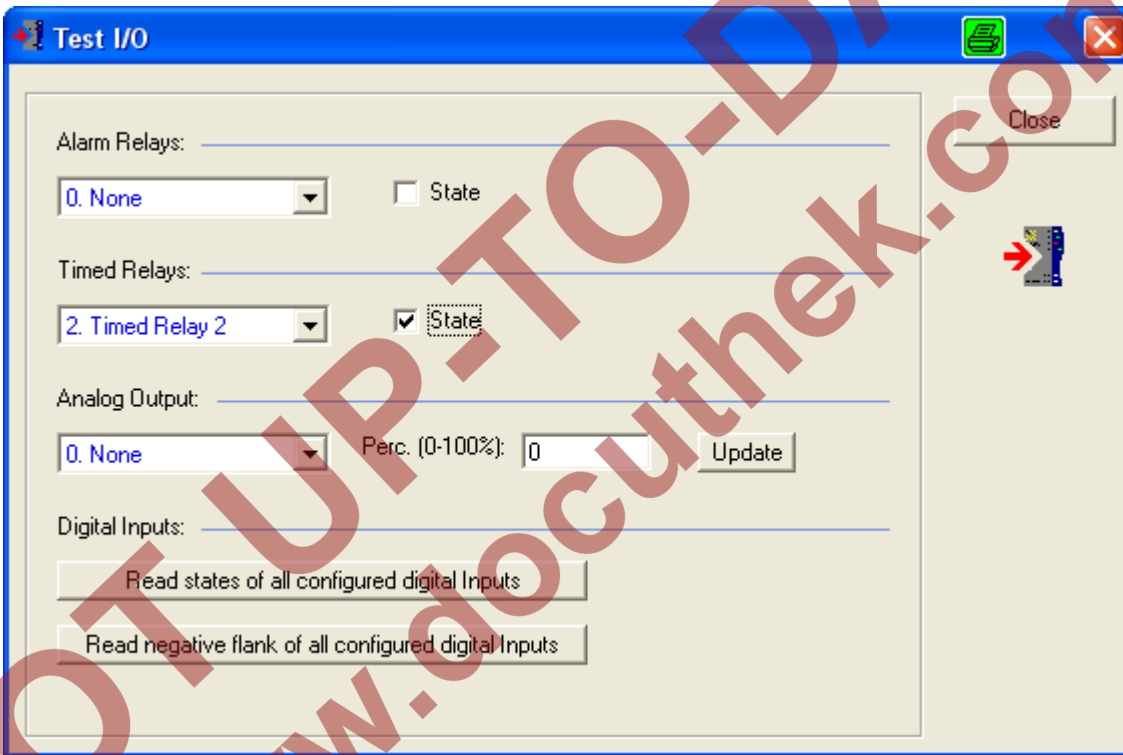 Test I/O
Close
Alarm Relays:
0. None
State
Timed Relays:
2. Timed Relay 2
State
Analog Output:
0. None
Perc. (0-100%):
0
Update
Digital Inputs:
Read states of all configured digital Inputs
Read negative flank of all configured digital Inputs
OT UP-TO-DA
w.docuthek.com